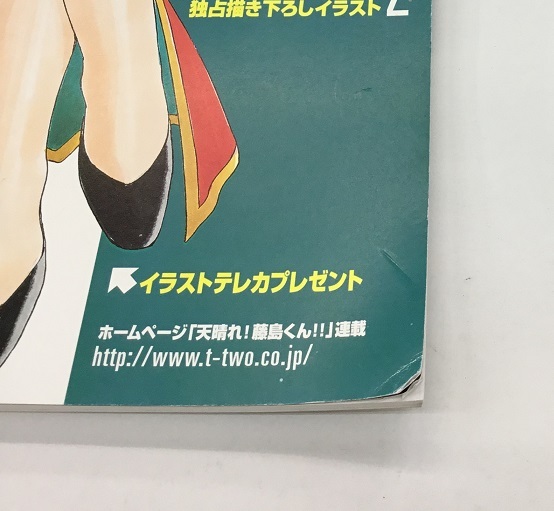 独占描き下ろしイラスト
イラストテレカプレゼント
ホームページ「天晴れ!藤島くん!!」連載
http://www.t-two.co.jp/